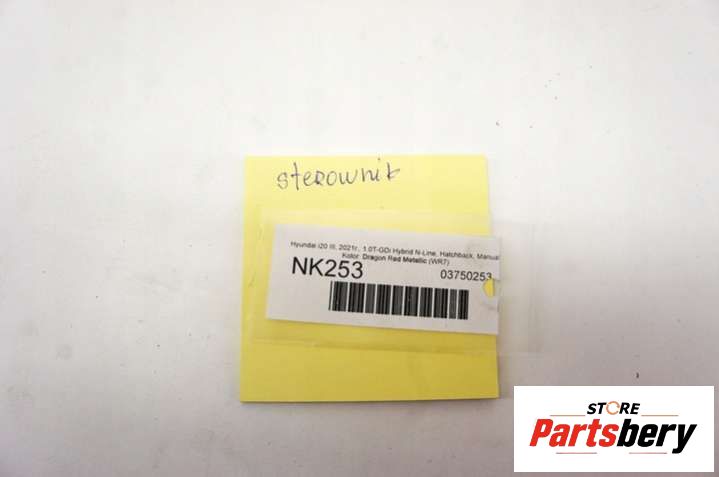 sterownik
Hyundai i20 III, 2021r., 1.0T-GDi Hybrid N-Line, Hatchback, Manual
Kolor: Dragon Red Metallic (WR7)
NK253 03750253
STORE
Partsbery